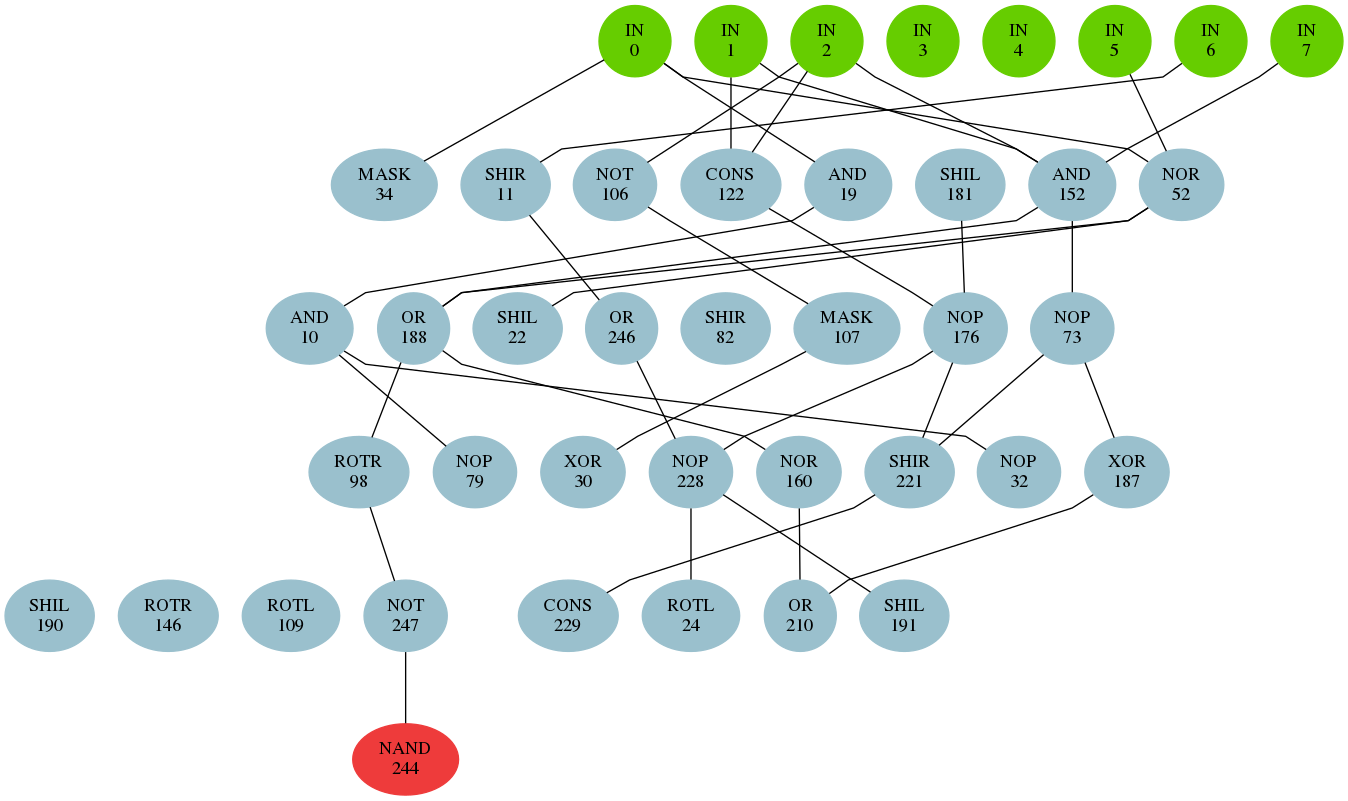 IN
0
IN
1
IN
2
IN
3
IN
4
IN
5
IN
6
IN
7
MASK
34
SHIR
11
NOT
106
CONS
122
AND
19
SHIL
181
AND
152
NOR
52
AND
10
OR
188
SHIL
22
OR
246
SHIR
82
MASK
107
NOP
176
NOP
73
ROTR
98
NOP
79
XOR
30
NOP
228
NOR
160
SHIR
221
NOP
32
XOR
187
SHIL
190
ROTR
146
ROTL
109
NOT
247
CONS
229
ROTL
24
OR
210
SHIL
191
NAND
244